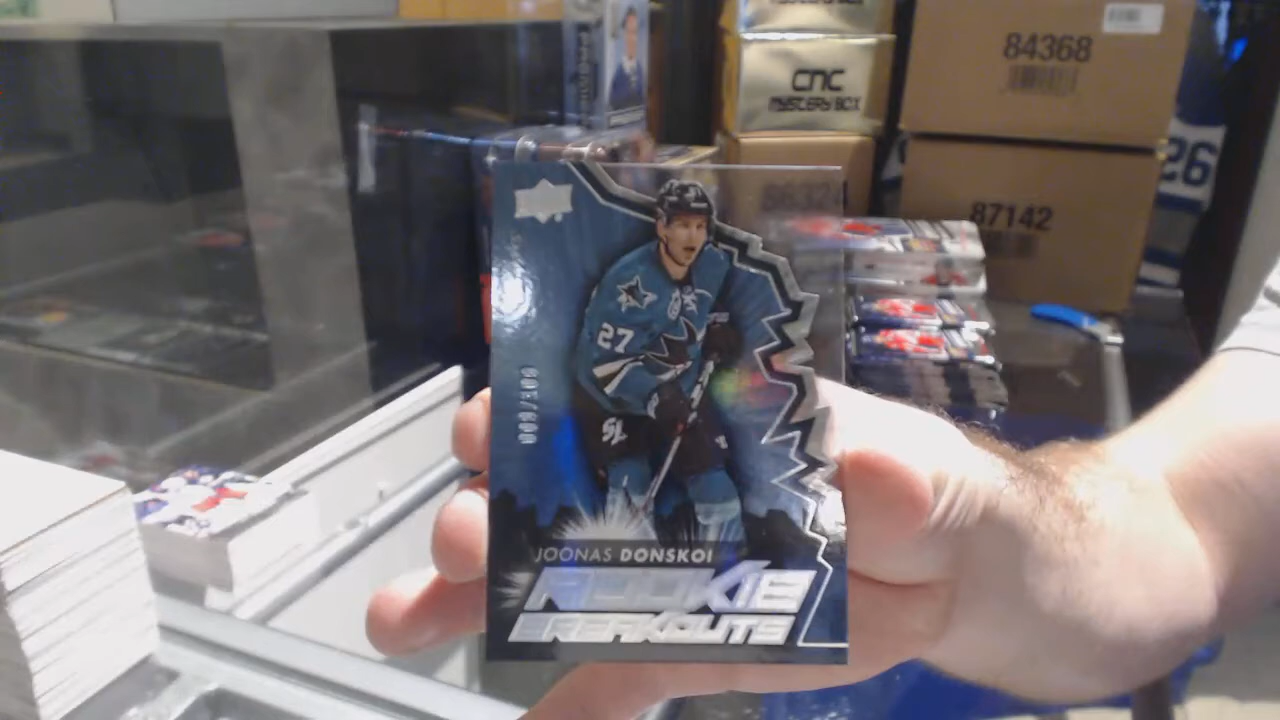 CNC
MYSTERY BOX
84368
87142
26
27
JOONAS DONSKOI
ROOKIE
BREAKOUTS